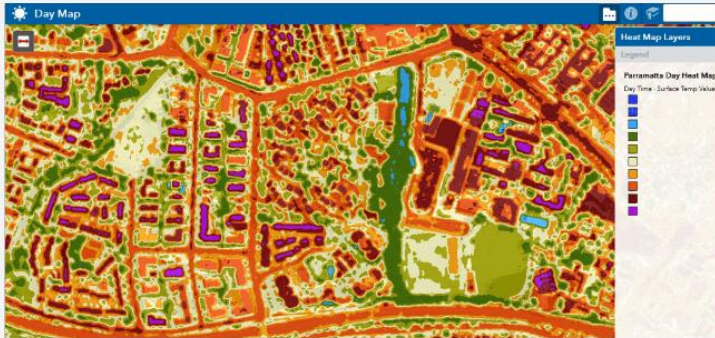 Day Map
Heat Map Layers
Legend
Parramatta Day Heat Map
Day Time - Surface Temp Value